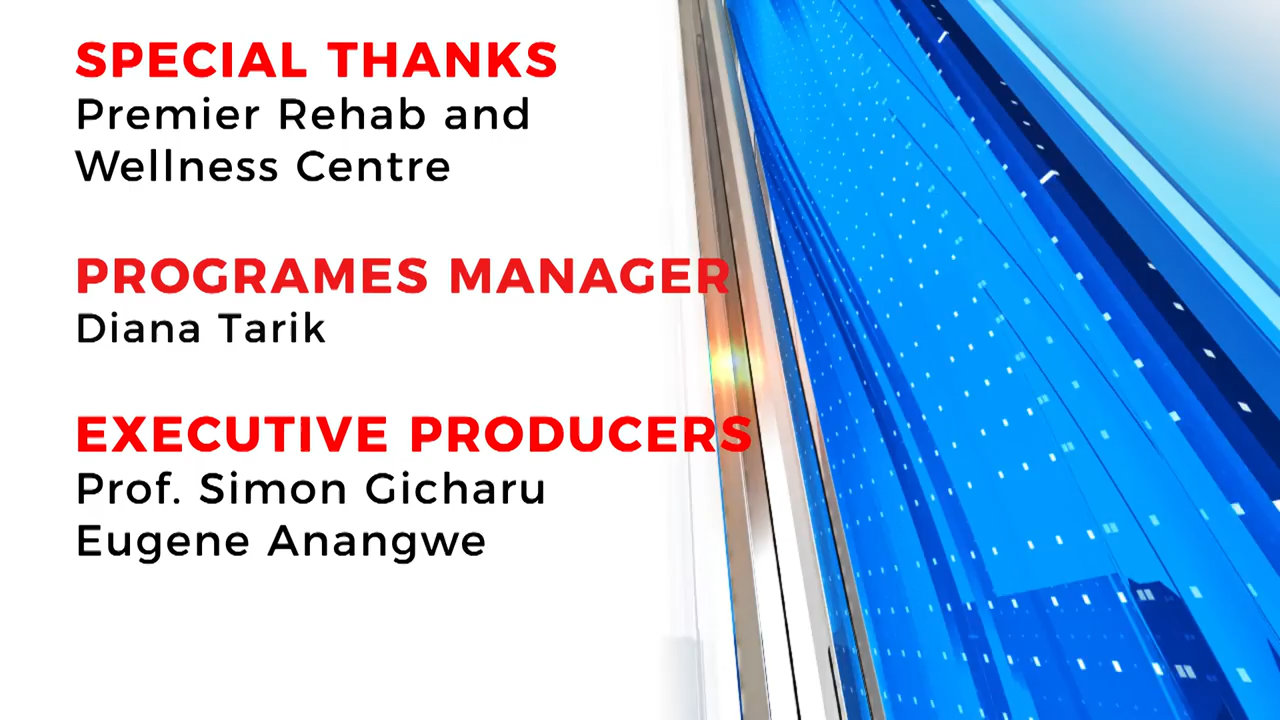 SPECIAL THANKS
Premier Rehab and
Wellness Centre
PROGRAMES MANAGER
Diana Tarik
EXECUTIVE PRODUCERS
Prof. Simon Gicharu
Eugene Anangwe